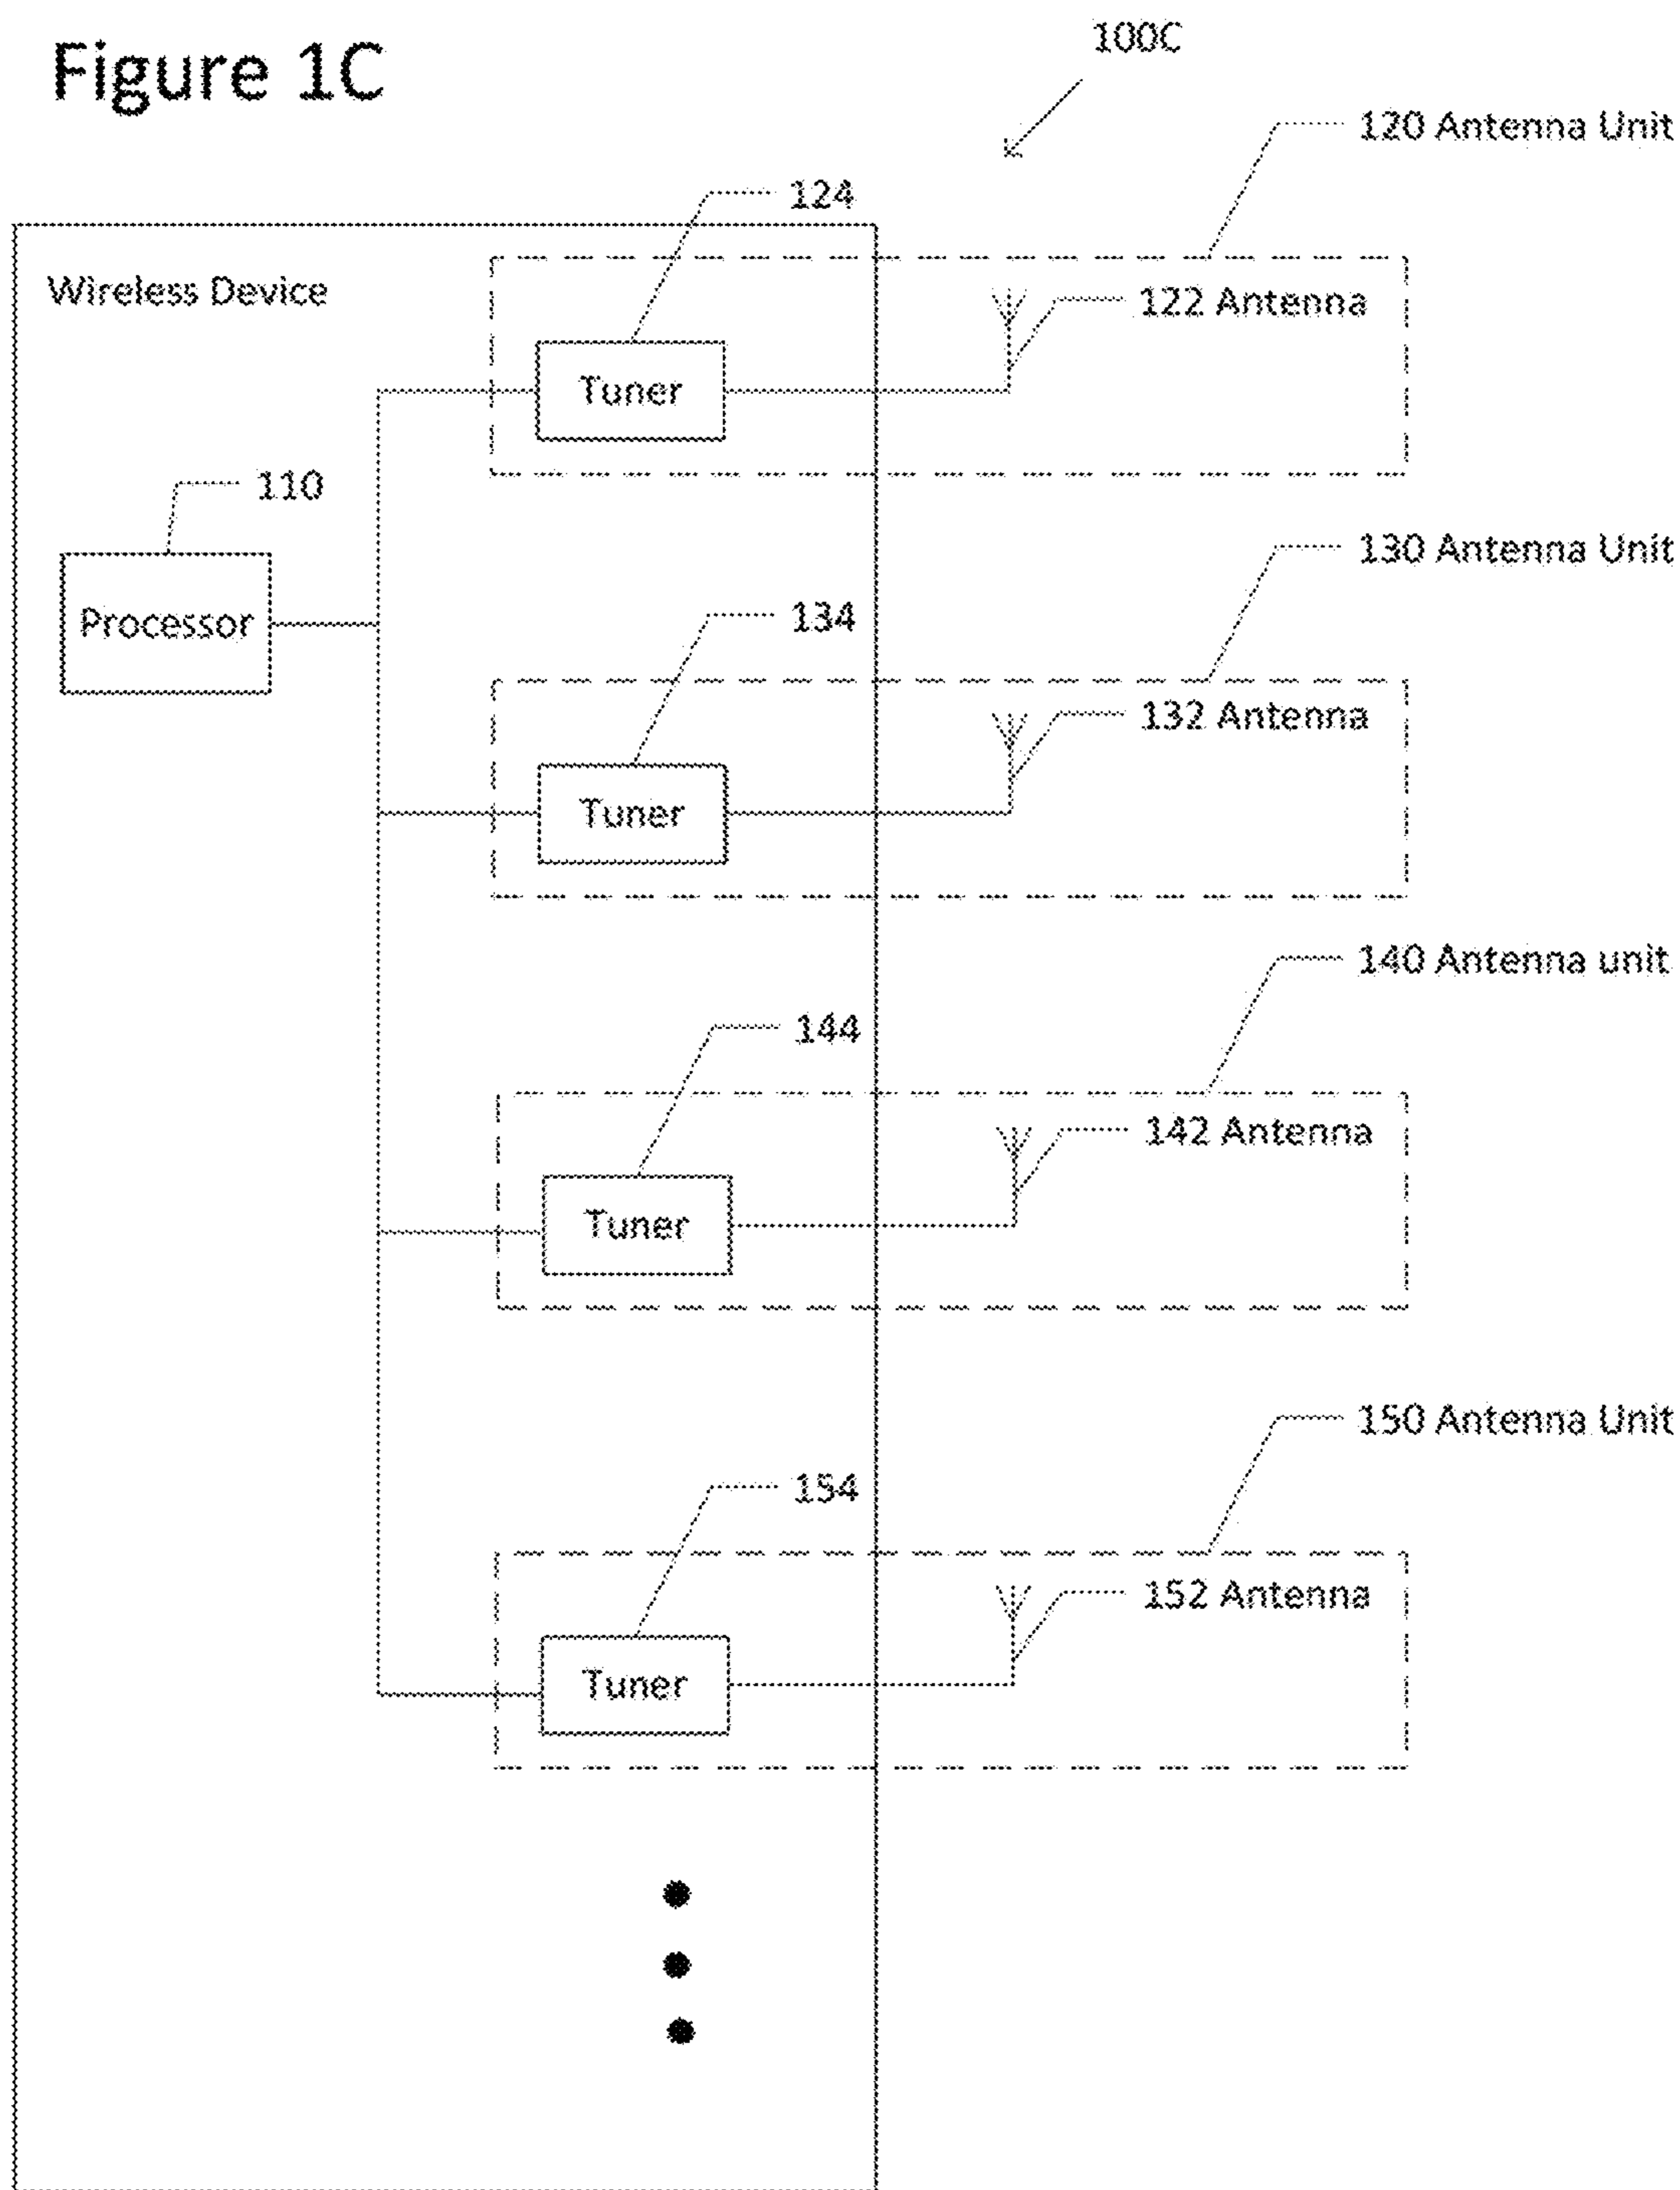 Figure 1C
100C
120 Antenna Unit
124
Wireless Device
122 Antenna
Tuner
110
130 Antenna Unit
Processor
134
132 Antenna
Tuner
140 Antenna unit
144
142 Antenna
Tuner
150 Antenna Unit
154
152 Antenna
Tuner